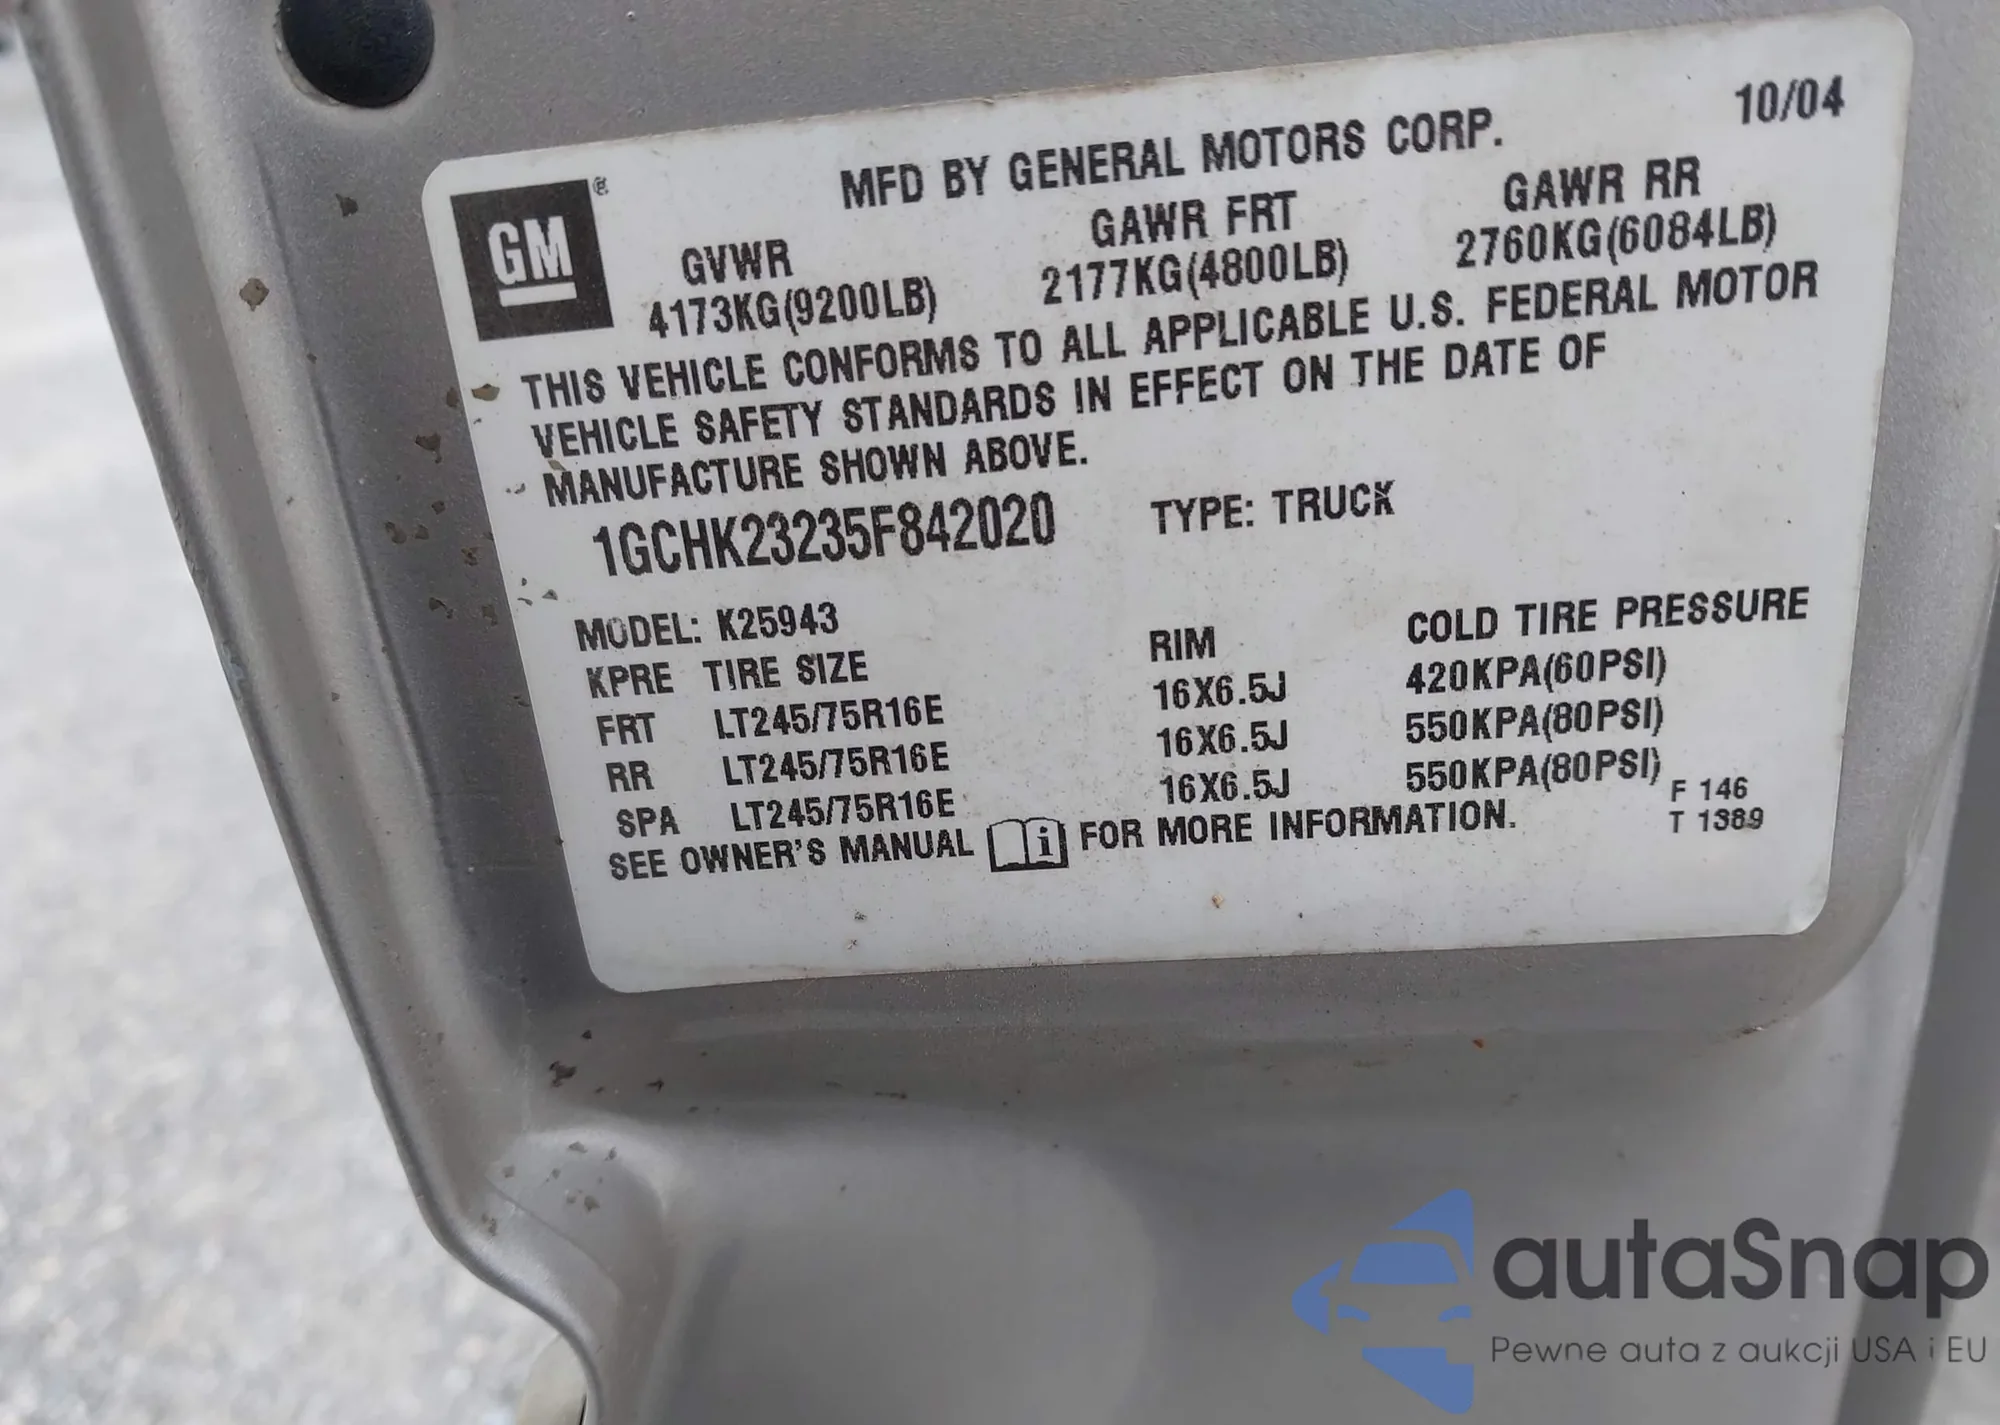 10/04
MFD BY GENERAL MOTORS CORP.
GM®
GVWR GAWR FRT GAWR RR
4173KG(9200LB) 2177KG(4800LB) 2760KG(6084LB)
THIS VEHICLE CONFORMS TO ALL APPLICABLE U.S. FEDERAL MOTOR
VEHICLE SAFETY STANDARDS IN EFFECT ON THE DATE OF
MANUFACTURE SHOWN ABOVE.
1GCHK23235F842020 TYPE: TRUCK
MODEL: K25943
KPRE TIRE SIZE RIM COLD TIRE PRESSURE
FRT LT245/75R16E 16X6.5J 420KPA(60PSI)
RR LT245/75R16E 16X6.5J 550KPA(80PSI)
SPA LT245/75R16E 16X6.5J 550KPA(80PSI)
SEE OWNER'S MANUAL i FOR MORE INFORMATION.
F 146
T 1389
autaSnap
Pewne auta z aukcji USA i EU